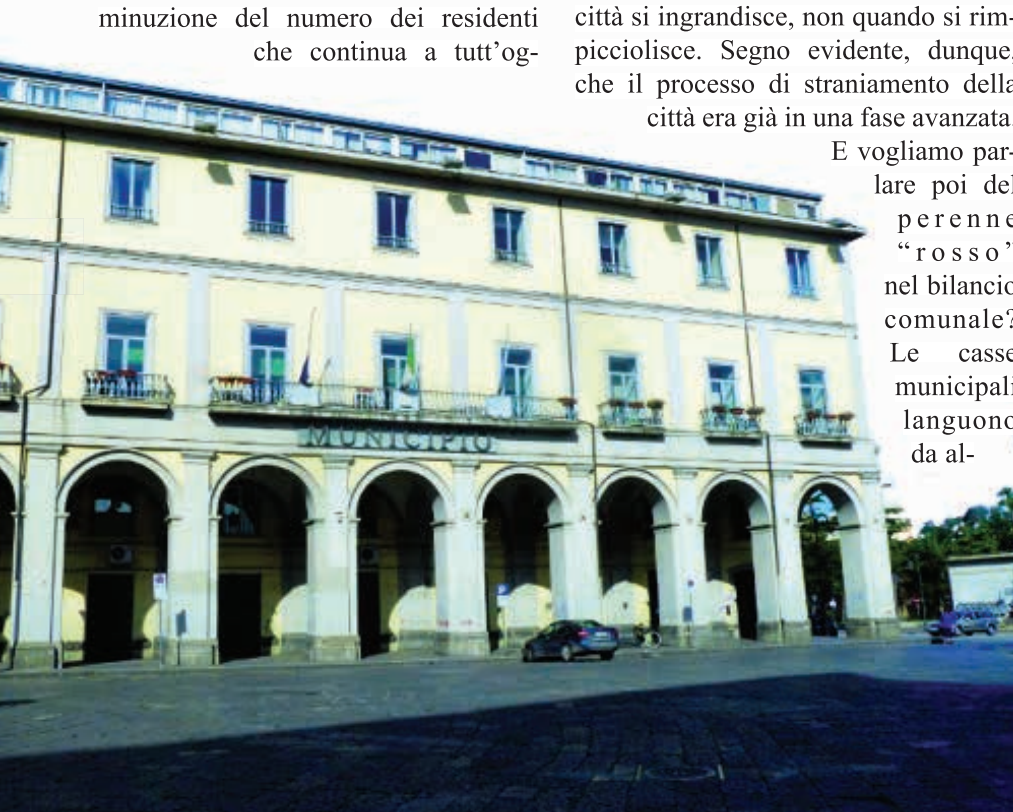 minuzione del numero dei residenti
che continua a tutt'og-
città si ingrandisce, non quando si rim-
picciolisce. Segno evidente, dunque,
che il processo di straniamento della
città era già in una fase avanzata.
E vogliamo par-
lare poi del
perenne
“rosso”
nel bilancio
comunale?
Le casse
municipali
languono
da al-
MUNICIPIO